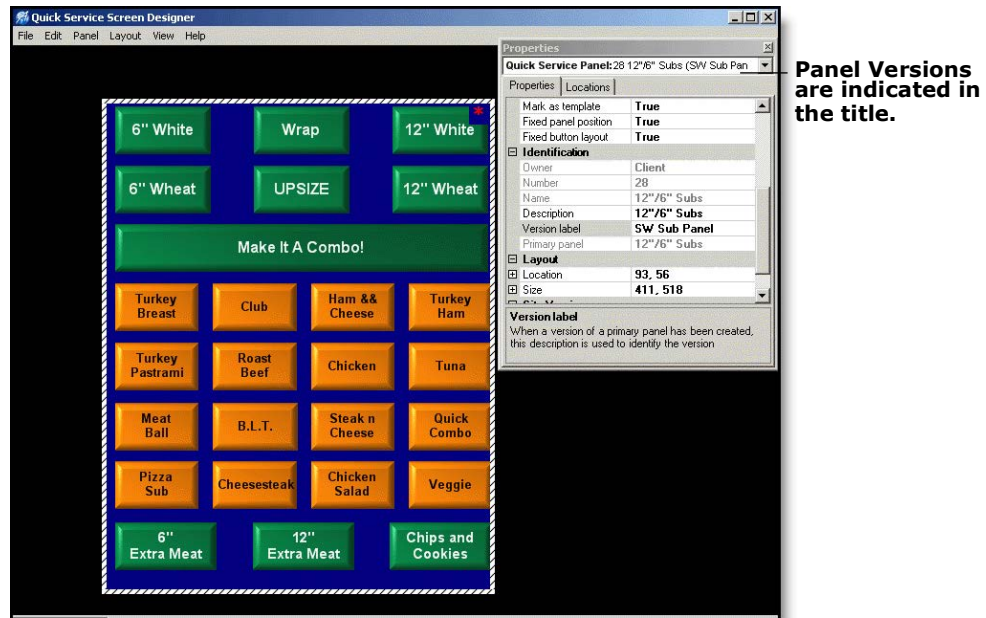 Quick Service Screen Designer
File Edit Panel Layout View Help
Properties
Quick Service Panel:28 12"/6" Subs (SW Sub Pan
Properties Locations
Mark as template True
Fixed panel position True
Fixed button layout True
Identification
Owner Client
Number 28
Name 12"/6" Subs
Description 12"/6" Subs
Version label SW Sub Panel
Primary panel 12"/6" Subs
Layout
Location 93, 56
Size 411, 518
Version label
When a version of a primary panel has been created,
this description is used to identify the version
Panel Versions
are indicated in
the title.
6" White Wrap 12" White
6" Wheat UPSIZE 12" Wheat
Make It A Combo!
Turkey
Breast
Club
Ham &&
Cheese
Turkey
Ham
Turkey
Pastrami
Roast
Beef
Chicken
Tuna
Meat
Ball
B.L.T.
Steak n
Cheese
Quick
Combo
Pizza
Sub
Cheesesteak
Chicken
Salad
Veggie
6"
Extra Meat
12"
Extra Meat
Chips and
Cookies